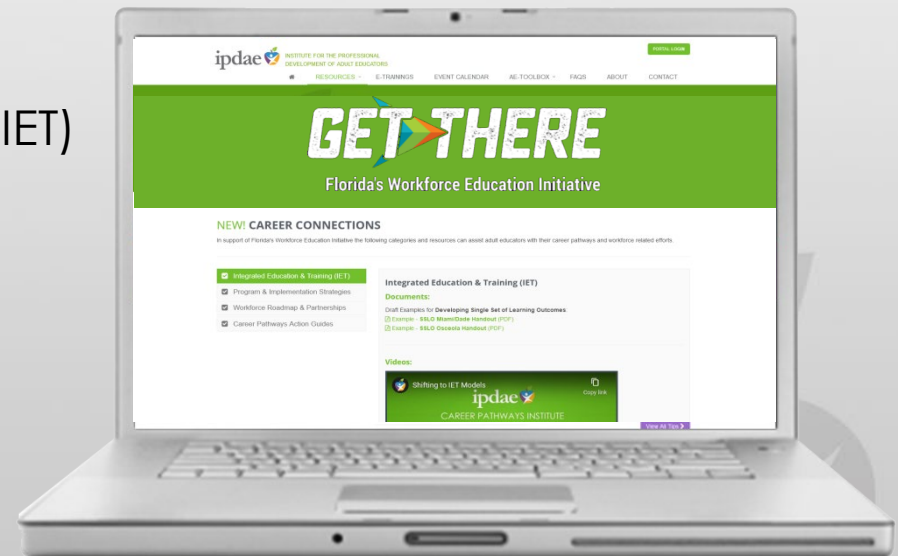 IET)
ipdae
INSTITUTE FOR THE PROFESSIONAL
DEVELOPMENT OF ADULT EDUCATORS
PORTAL LOGIN
RESOURCES
E-TRAININGS
EVENT CALENDAR
AE-TOOLBOX
FAQS
ABOUT
CONTACT
GET THERE
Florida's Workforce Education Initiative
NEW! CAREER CONNECTIONS
In support of Florida's Workforce Education Initiative the following categories and resources can assist adult educators with their career pathways and workforce related efforts.
Integrated Education & Training (IET)
Program & Implementation Strategies
Workforce Roadmap & Partnerships
Career Pathways Action Guides
Integrated Education & Training (IET)
Documents:
Draft Examples for Developing Single Set of Learning Outcomes:
Example - SSLO Miami/Dade Handout (PDF)
Example - SSLO Osceola Handout (PDF)
Videos:
Shifting to IET Models
Copy link
ipdae
CAREER PATHWAYS INSTITUTE
View All Tips